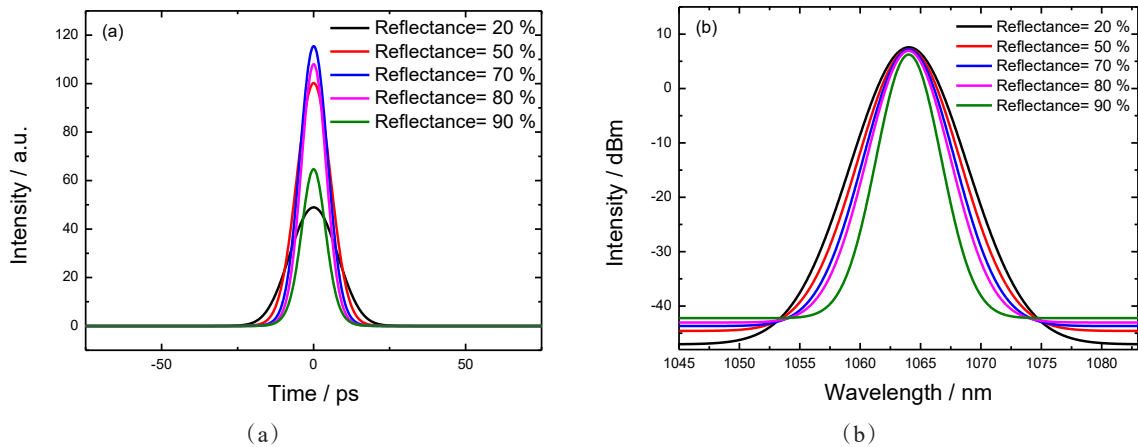 (a)
Reflectance= 20 %
Reflectance= 50 %
Reflectance= 70 %
Reflectance= 80 %
Reflectance= 90 %
120
100
80
60
40
20
0
Intensity / a.u.
-50
0
50
Time / ps
(a)
(b)
Reflectance= 20 %
Reflectance= 50 %
Reflectance= 70 %
Reflectance= 80 %
Reflectance= 90 %
10
0
-10
-20
-30
-40
Intensity / dBm
1045
1050
1055
1060
1065
1070
1075
1080
Wavelength / nm
(b)